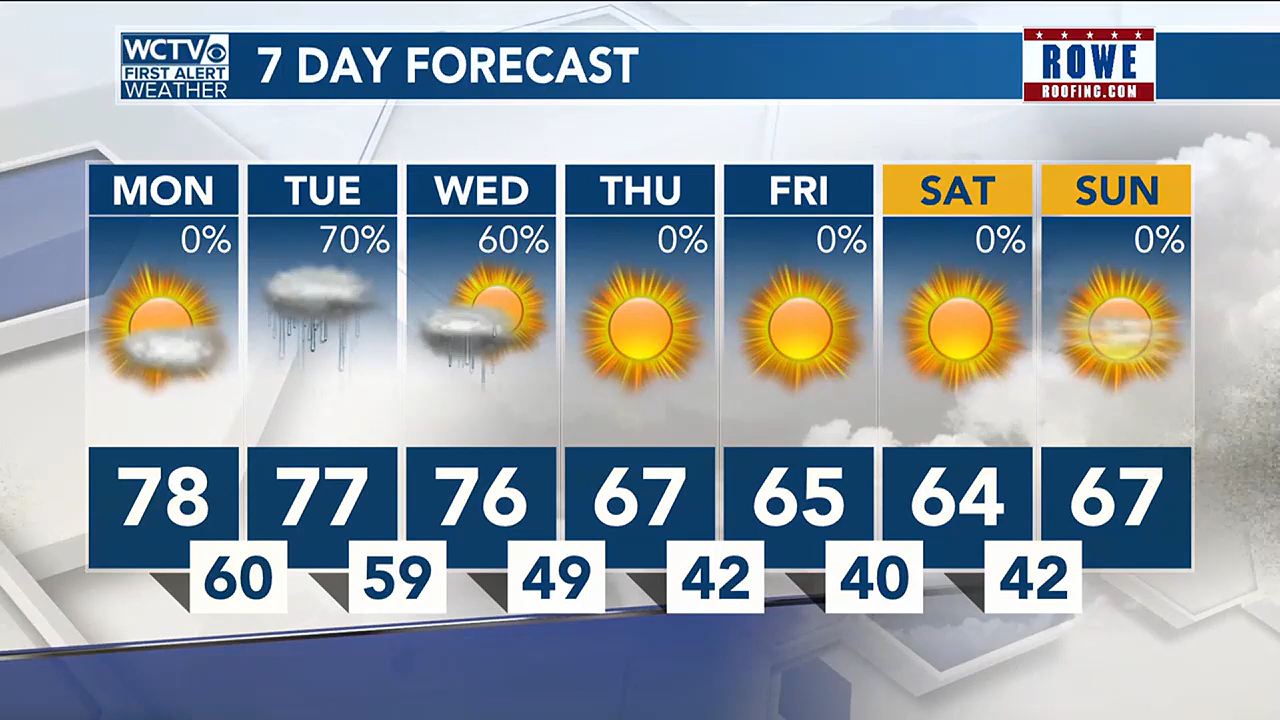 WCTV
FIRST ALERT
WEATHER
7 DAY FORECAST
ROWE
ROOFING.COM
MON TUE WED THU FRI SAT SUN
0% 70% 60% 0% 0% 0% 0%
78 77 76 67 65 64 67
60 59 49 42 40 42